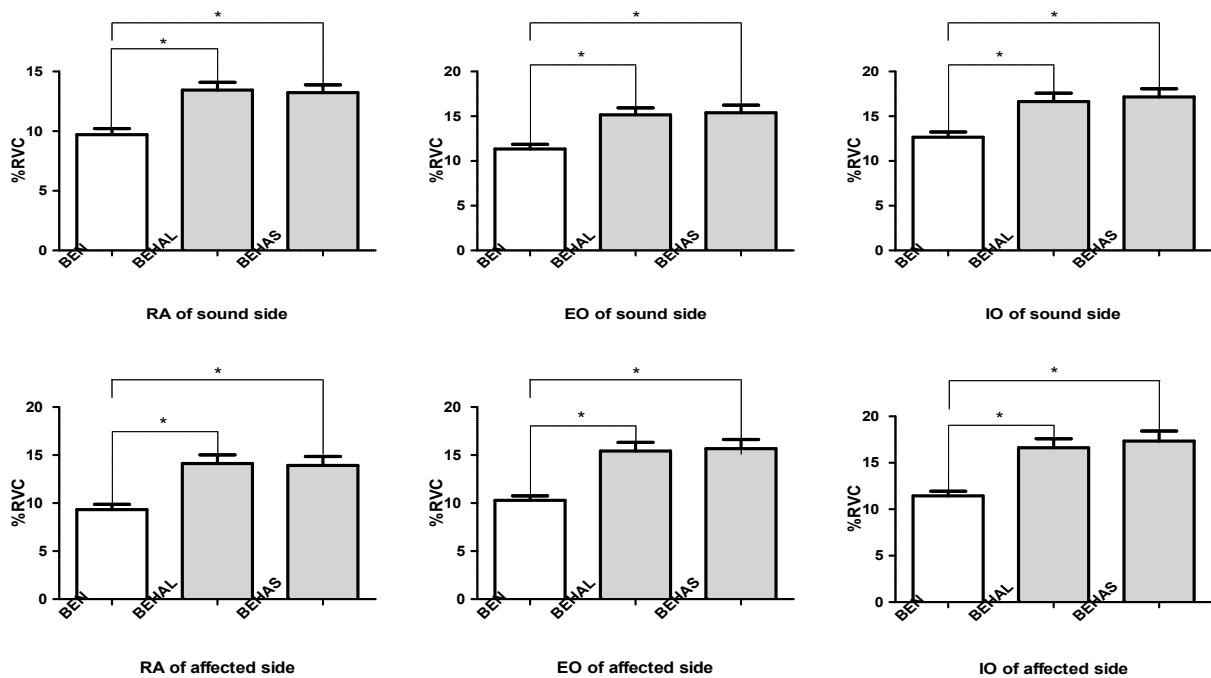 *
*
15
10
5
0
%RVC
BEN
BEHAL
BEHAS
RA of sound side
*
*
20
15
10
5
0
%RVC
BEN
BEHAL
BEHAS
EO of sound side
*
*
20
15
10
5
0
%RVC
BEN
BEHAL
BEHAS
IO of sound side
*
*
20
15
10
5
0
%RVC
BEN
BEHAL
BEHAS
RA of affected side
*
*
20
15
10
5
0
%RVC
BEN
BEHAL
BEHAS
EO of affected side
*
*
20
15
10
5
0
%RVC
BEN
BEHAL
BEHAS
IO of affected side